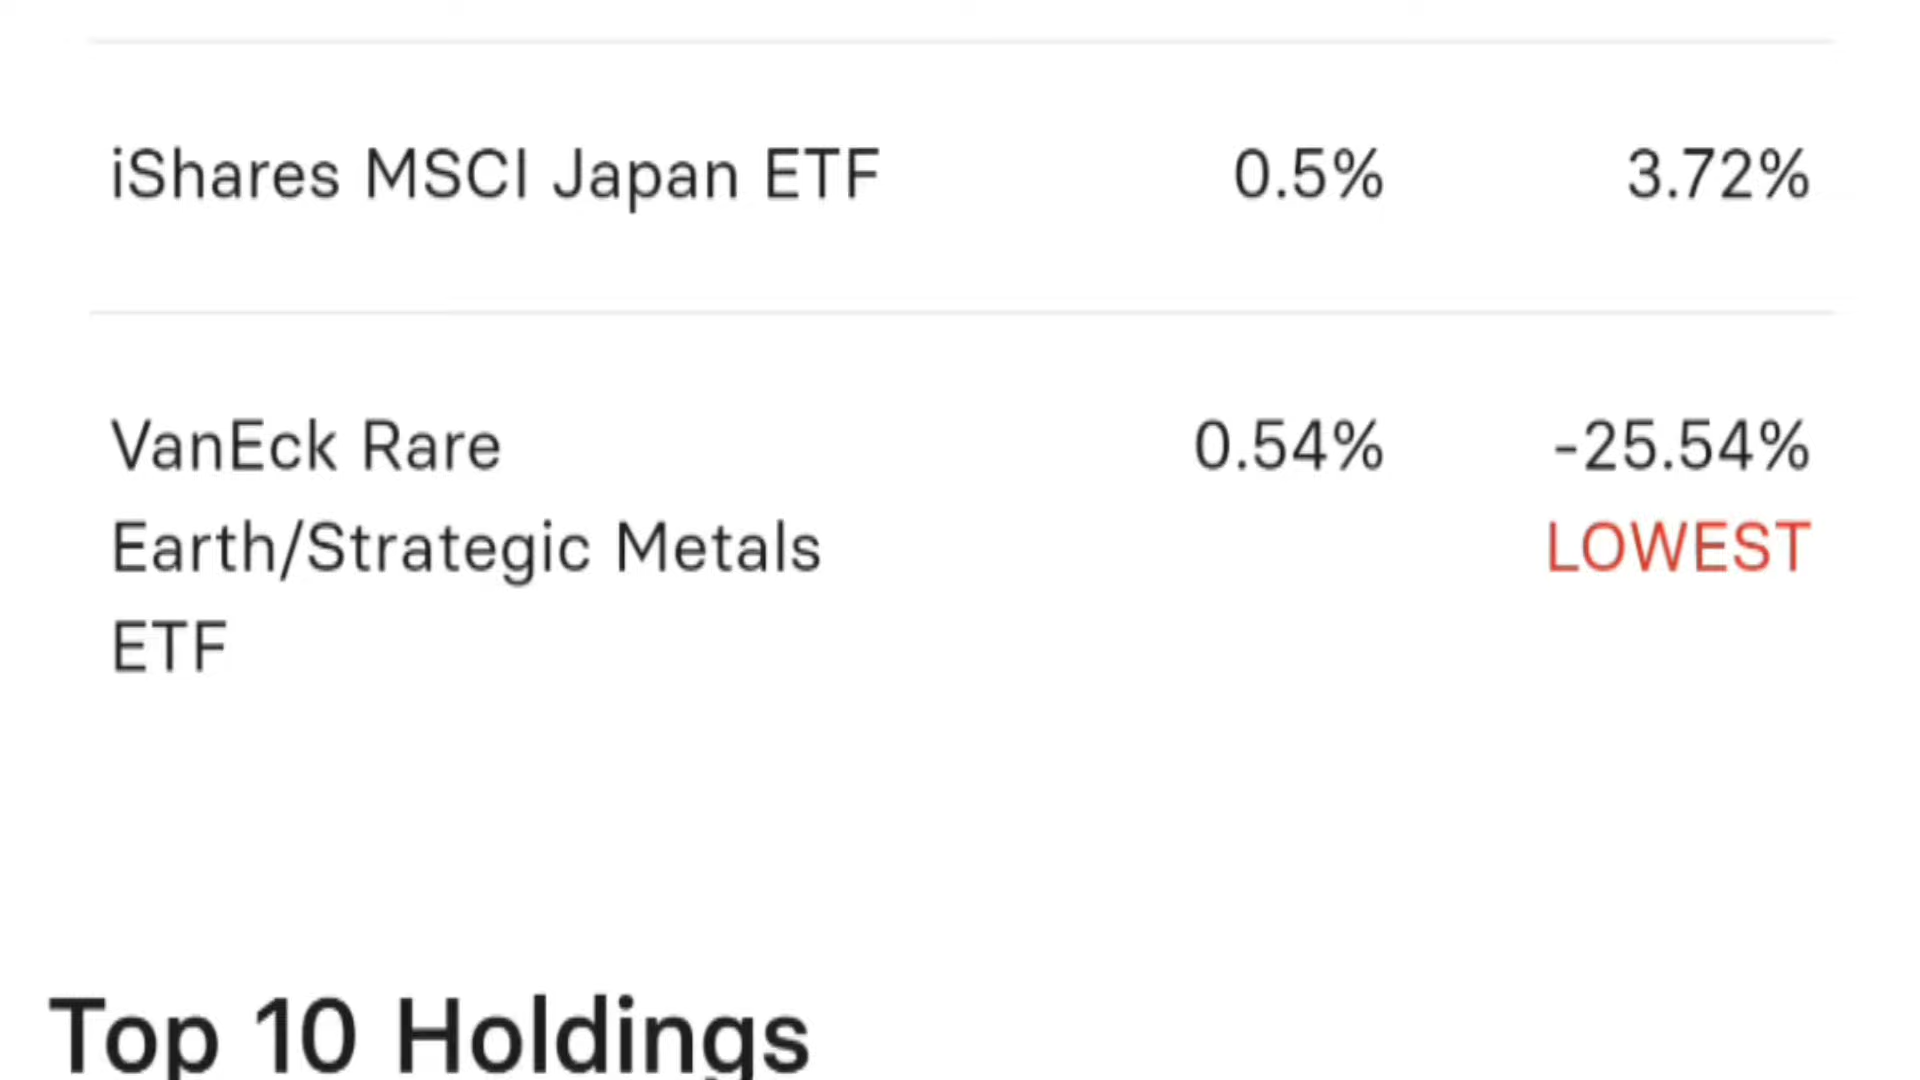 iShares MSCI Japan ETF 0.5% 3.72%
VanEck Rare 0.54% -25.54%
Earth/Strategic Metals LOWEST
ETF
Top 10 Holdings